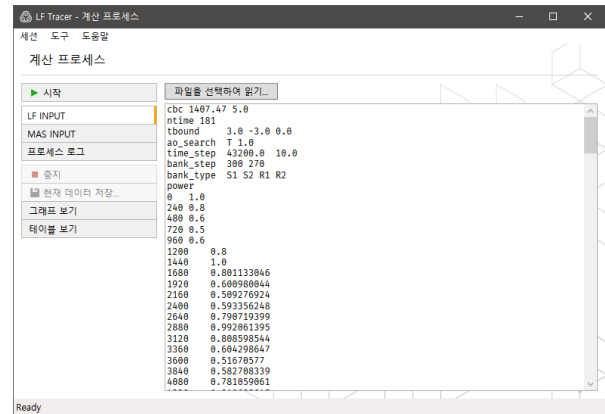 LF Tracer - 계산 프로세스
세션 도구 도움말
계산 프로세스
시작
LF INPUT
MAS INPUT
프로세스 로그
중지
현재 데이터 저장...
그래프 보기
테이블 보기
파일을 선택하여 읽기...
cbc 1407.47 5.0
ntime 181
tbound 3.0 -3.0 0.0
ao_search T 1.0
time_step 43200.0 10.0
bank_step 300 270
bank_type S1 S2 R1 R2
power
0 1.0
240 0.8
480 0.6
720 0.5
960 0.6
1200 0.8
1440 1.0
1680 0.801133046
1920 0.600980044
2160 0.509276924
2400 0.593356248
2640 0.790719399
2880 0.992061395
3120 0.808598544
3360 0.604298647
3600 0.51670577
3840 0.582708339
4080 0.781059061
Ready